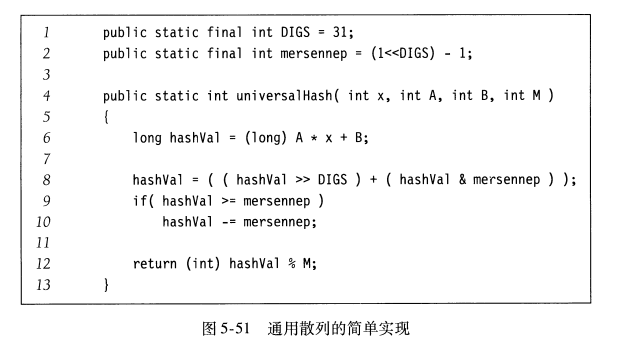 1 public static final int DIGS = 31;
2 public static final int mersennep = (1<<DIGS) - 1;
3
4 public static int universalHash( int x, int A, int B, int M )
5 {
6 long hashVal = (long) A * x + B;
7
8 hashVal = ( ( hashVal >> DIGS ) + ( hashVal & mersennep ) );
9 if( hashVal >= mersennep )
10 hashVal -= mersennep;
11
12 return (int) hashVal % M;
13 }
图5-51 通用散列的简单实现